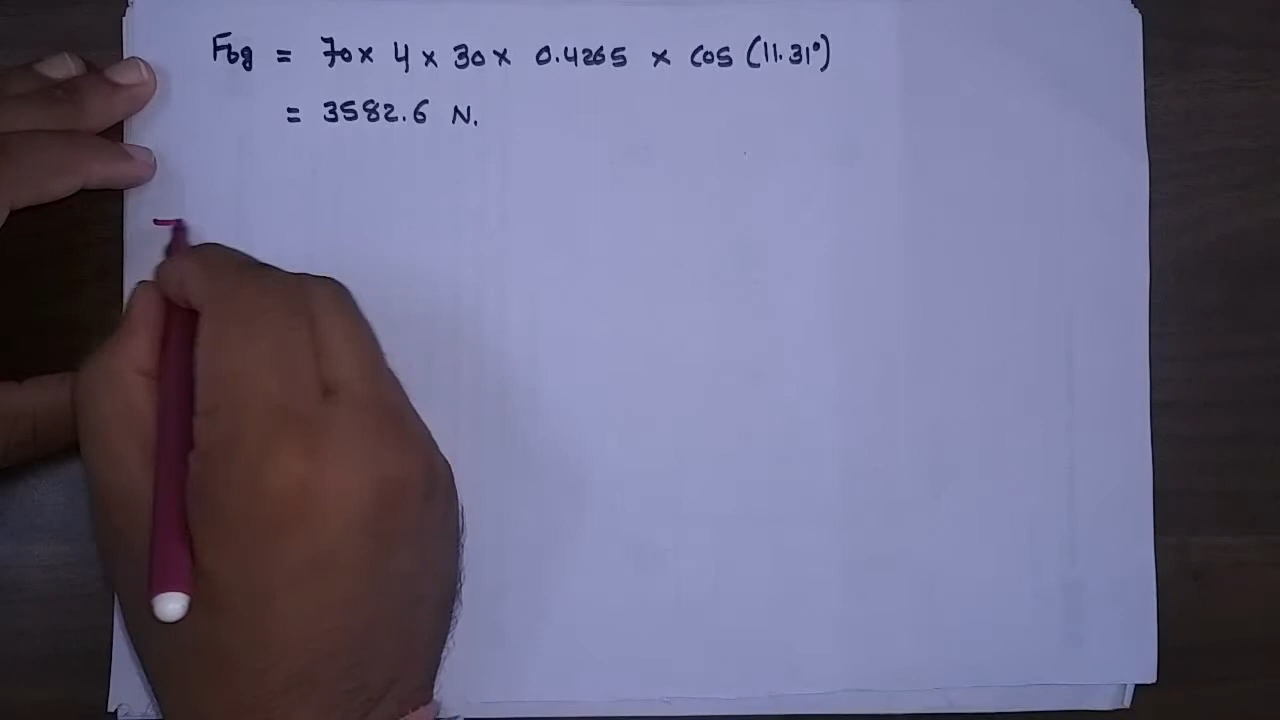 Fbg = 70 x 4 x 30 x 0.4265 x cos (11.31°)
= 3582.6 N.